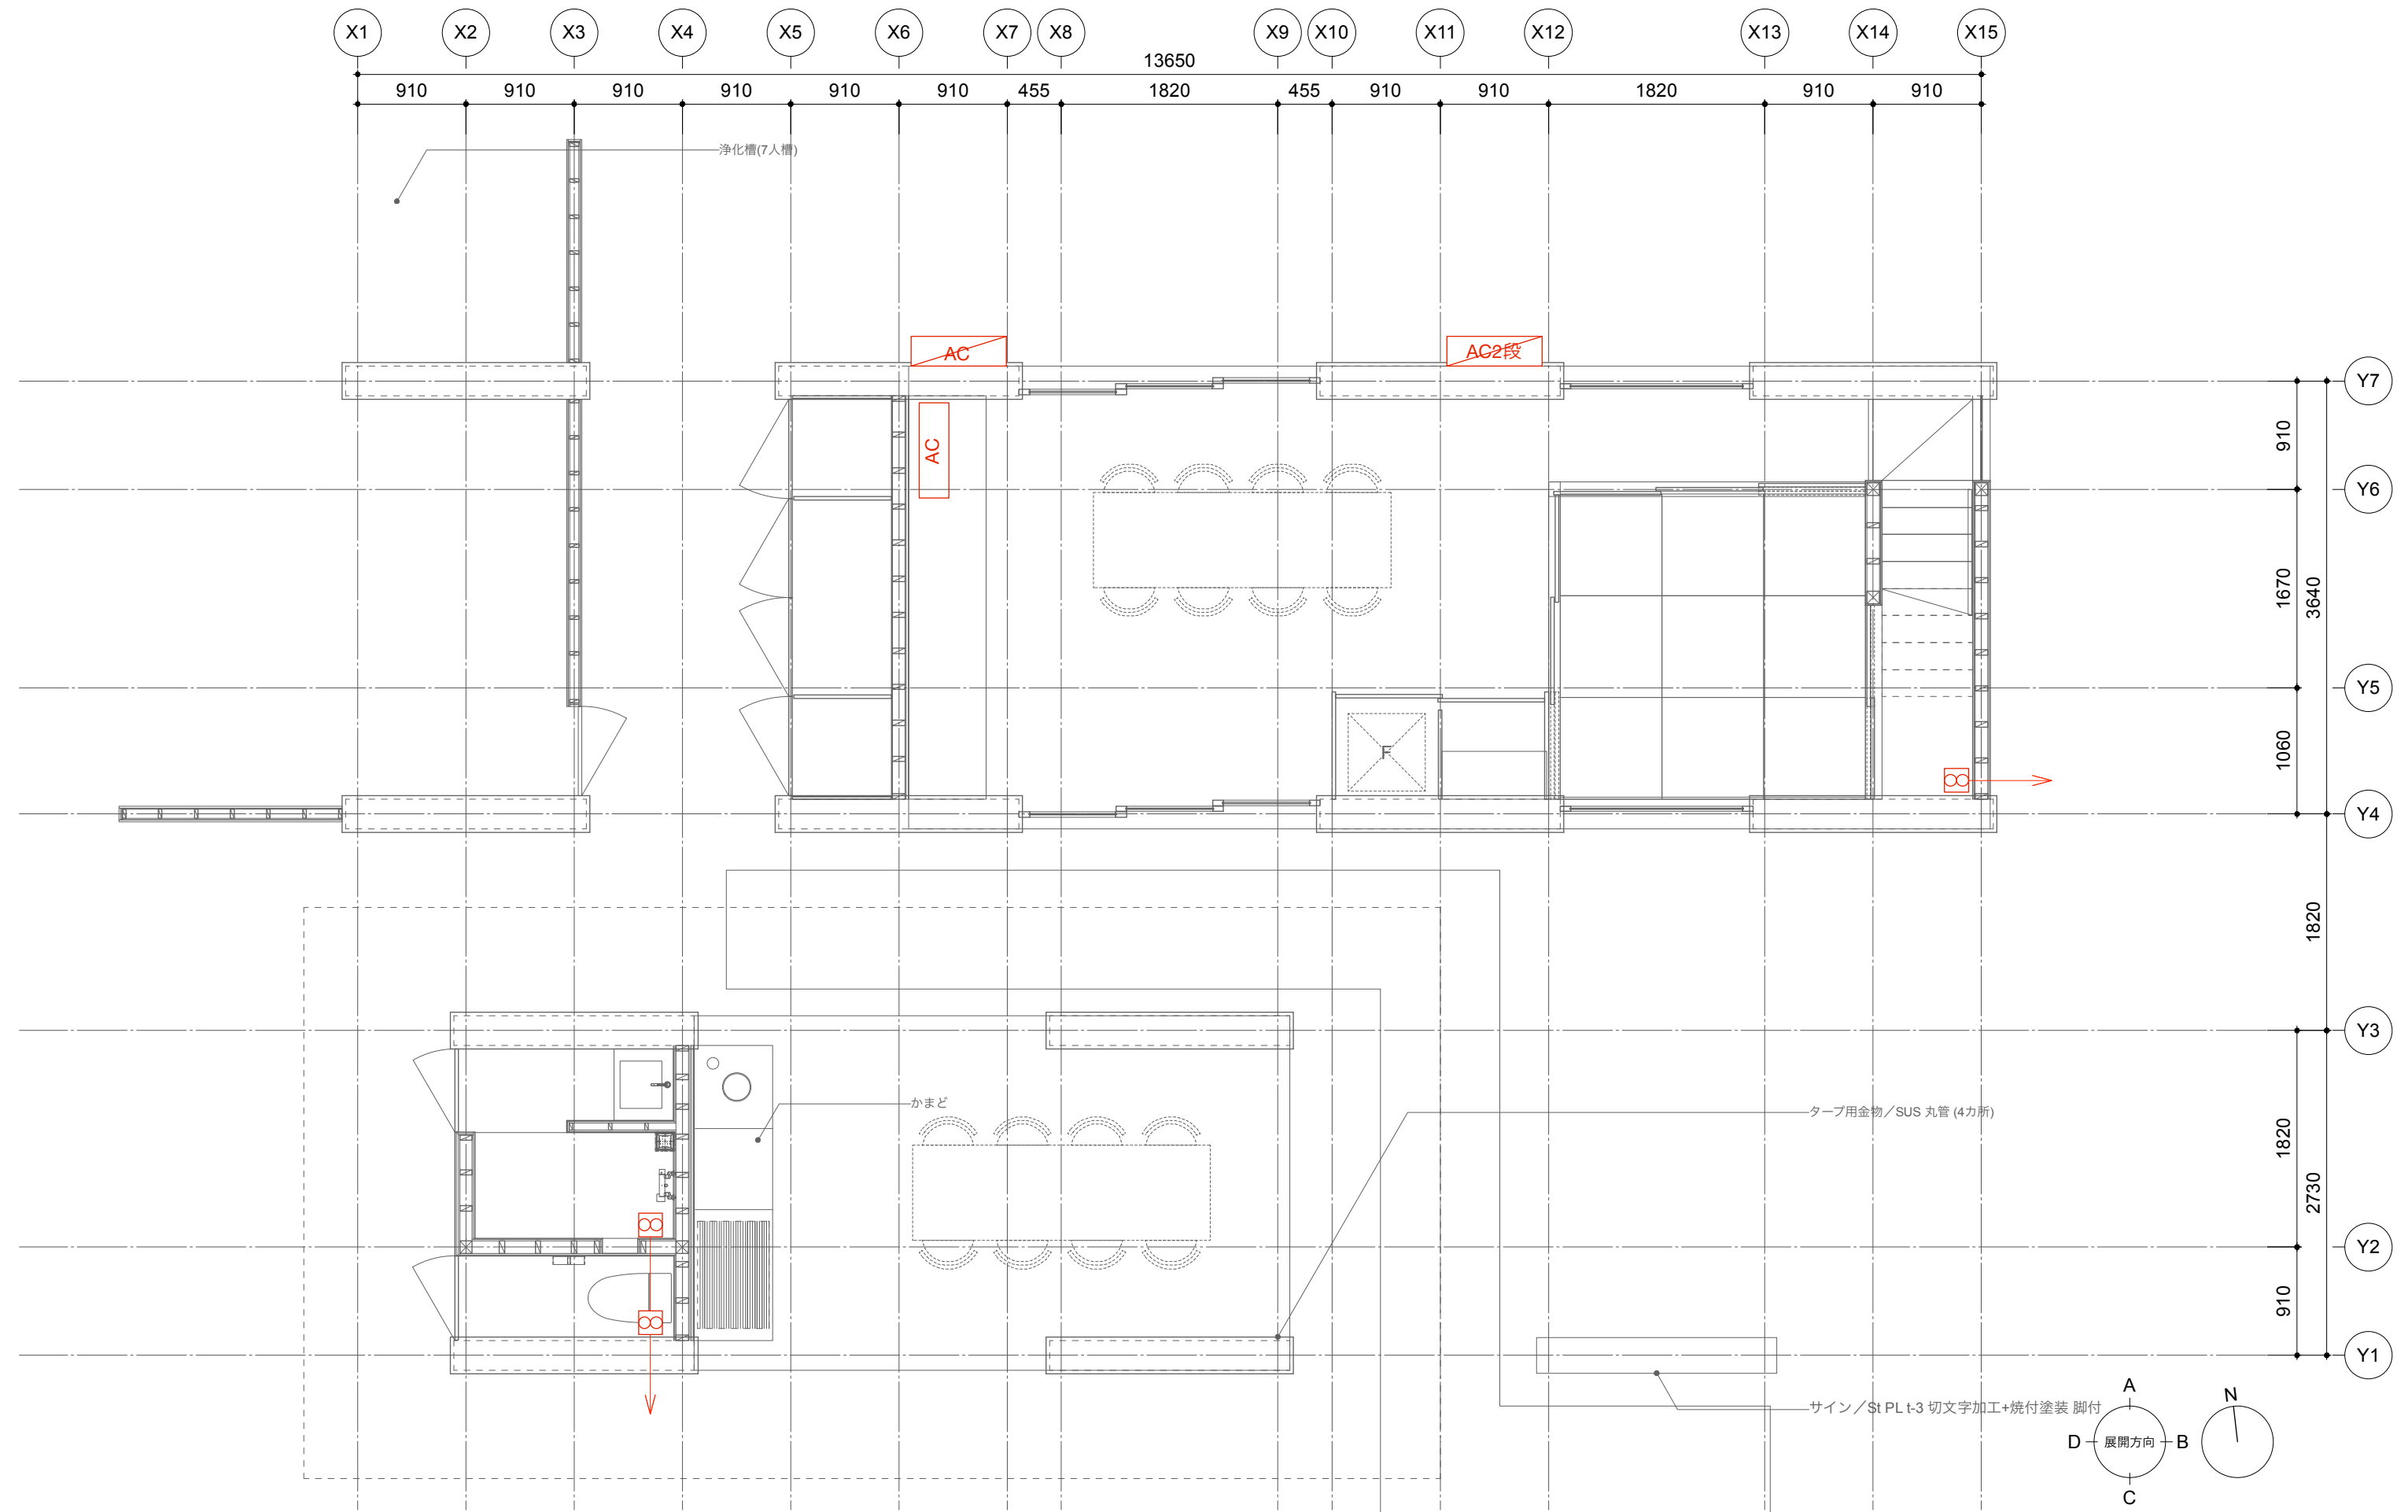 X1 X2 X3 X4 X5 X6 X7 X8 X9 X10 X11 X12 X13 X14 X15
13650
910 910 910 910 910 910 455 1820 455 910 910 1820 910 910
浄化槽(7人槽)
AC
AC2段
Y7
AC
910
Y6
1670
3640
Y5
F
1060
Y4
1820
Y3
かまど
タープ用金物／SUS 丸管 (4カ所)
1820
2730
Y2
910
Y1
サイン／St PL t-3 切文字加工+焼付塗装 脚付
A
N
D 展開方向 B
C